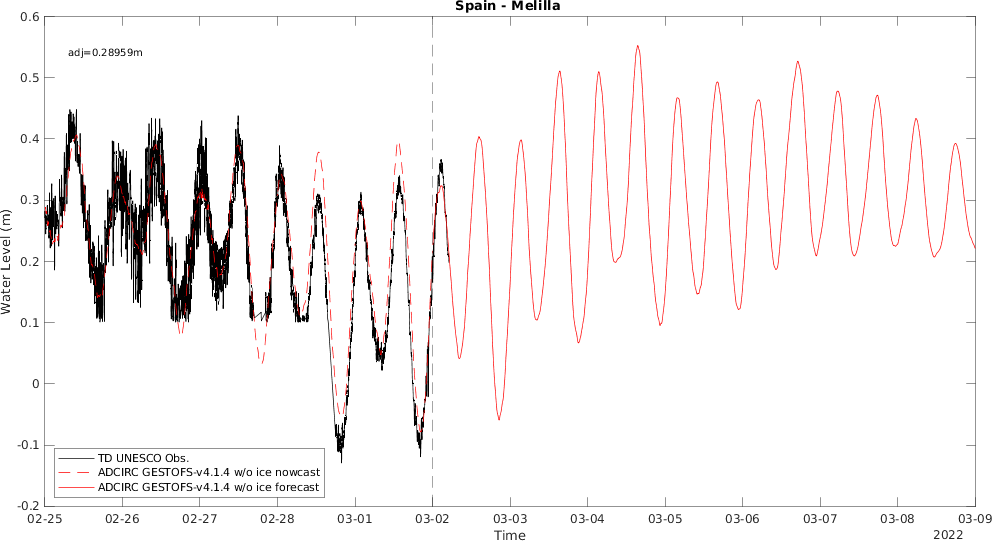 Spain - Melilla
0.6
adj=0.28959m
0.5
0.4
0.3
0.2
0.1
0
-0.1
-0.2
Water Level (m)
TD UNESCO Obs.
ADCIRC GESTOFS-v4.1.4 w/o ice nowcast
ADCIRC GESTOFS-v4.1.4 w/o ice forecast
02-25 02-26 02-27 02-28 03-01 03-02 03-03 03-04 03-05 03-06 03-07 03-08 03-09
Time
2022